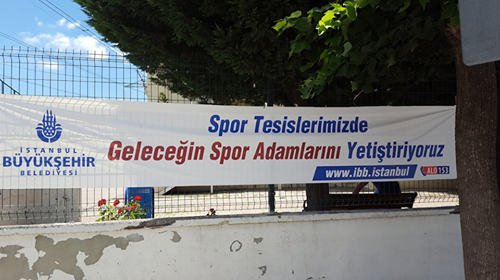 İSTANBUL
BÜYÜKŞEHİR
BELEDİYESİ
Spor Tesislerimizde
Geleceğin Spor Adamlarını Yetiştiriyoruz
www.ibb.istanbul ALO 153